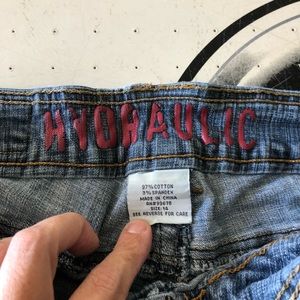 HYDRAULIC
97% COTTON
3% SPANDEX
MADE IN CHINA
SIZE 14
SEE REVERSE FOR CARE